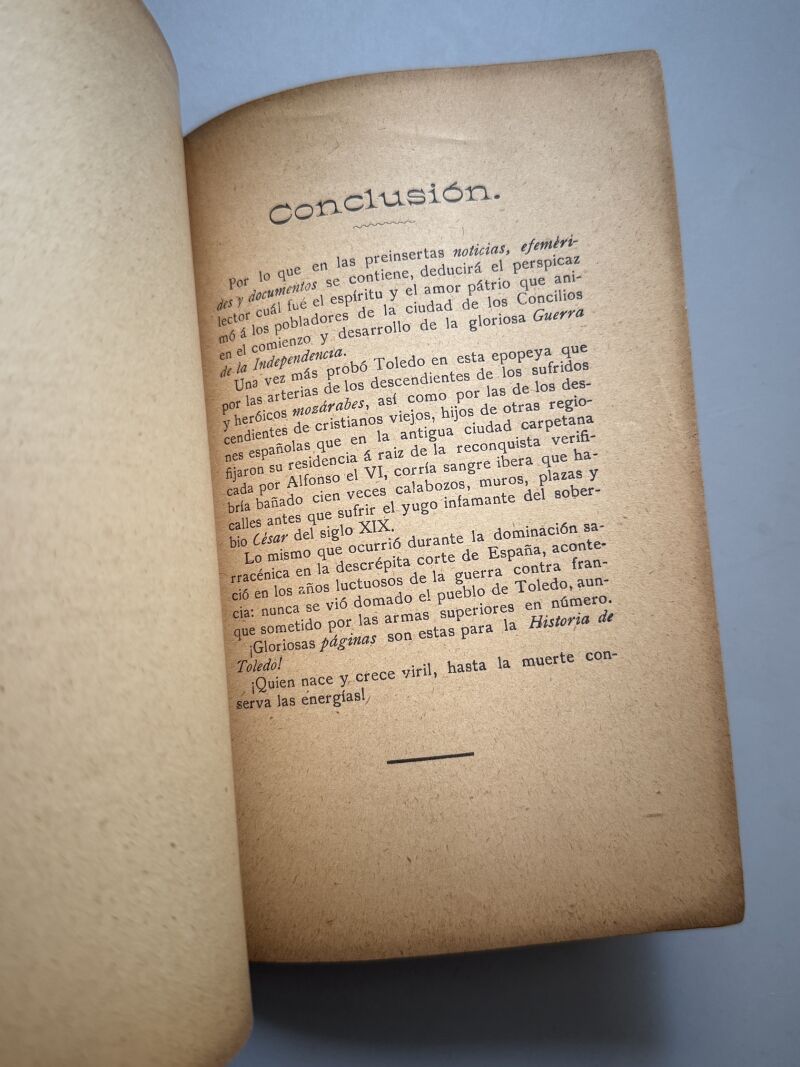 Conclusión.
Por lo que en las preinsertas noticias, efeméri-
des y documentos se contiene, deducirá el perspicaz
lector cuál fué el espíritu y el amor pátrio que ani-
mó á los pobladores de la ciudad de los Concilios
en el comienzo y desarrollo de la gloriosa Guerra
de la Independencia.
Una vez más probó Toledo en esta epopeya que
por las arterias de los descendientes de los sufridos
y heróicos mozárabes, así como por las de los des-
cendientes de cristianos viejos, hijos de otras regio-
nes españolas que en la antigua ciudad carpetana
fijaron su residencia á raiz de la reconquista verifi-
cada por Alfonso el VI, corría sangre ibera que ha-
bría bañado cien veces calabozos, muros, plazas y
calles antes que sufrir el yugo infamante del sober-
bio César del siglo XIX.
Lo mismo que ocurrió durante la dominación sa-
rracénica en la descrépita corte de España, aconte-
ció en los años luctuosos de la guerra contra fran-
cia: nunca se vió domado el pueblo de Toledo, aun-
que sometido por las armas superiores en número.
¡Gloriosas páginas son estas para la Historia de
Toledo!
¡Quien nace y crece viril, hasta la muerte con-
serva las energías!